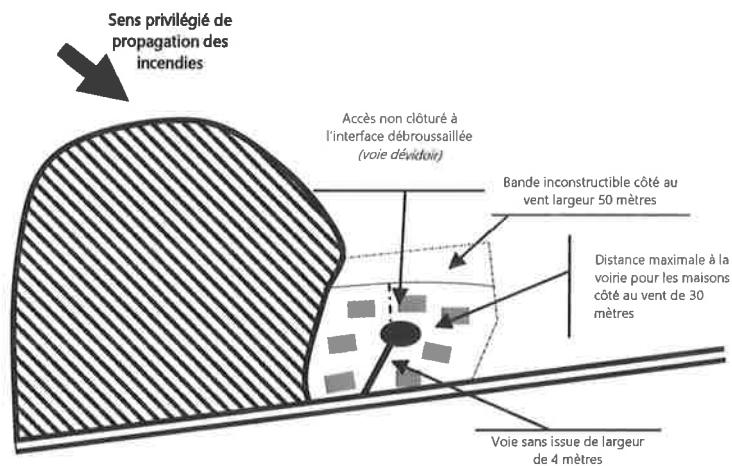 Sens privilégié de
propagation des
incendies
Accès non clôturé à
l'interface débroussaillée
(voie dévidoir)
Bande inconstructible côté au
vent largeur 50 mètres
Distance maximale à la
voirie pour les maisons
côté au vent de 30
mètres
Voie sans issue de largeur
de 4 mètres